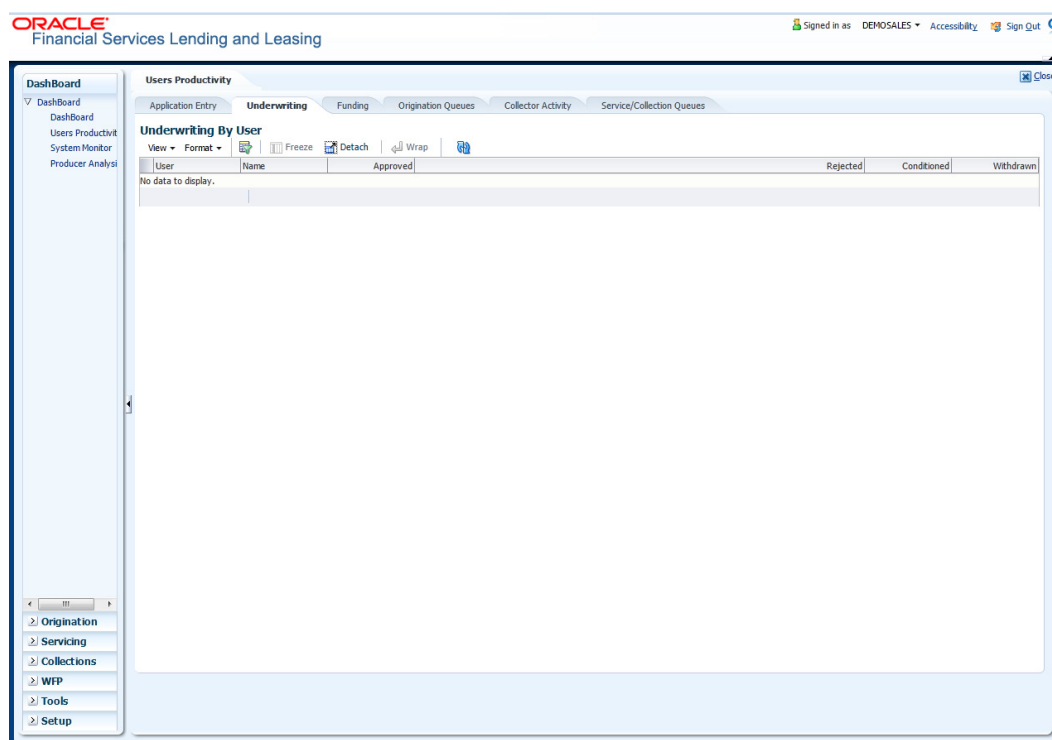 ORACLE
Financial Services Lending and Leasing
Signed in as DEMOSALES Accessibility Sign Out
DashBoard
DashBoard
DashBoard
Users Productivit
System Monitor
Producer Analysi
Origination
Servicing
Collections
WFP
Tools
Setup
Users Productivity
Close
Application Entry Underwriting Funding Origination Queues Collector Activity Service/Collection Queues
Underwriting By User
View Format Freeze Detach Wrap
User Name Approved Rejected Conditioned Withdrawn
No data to display.